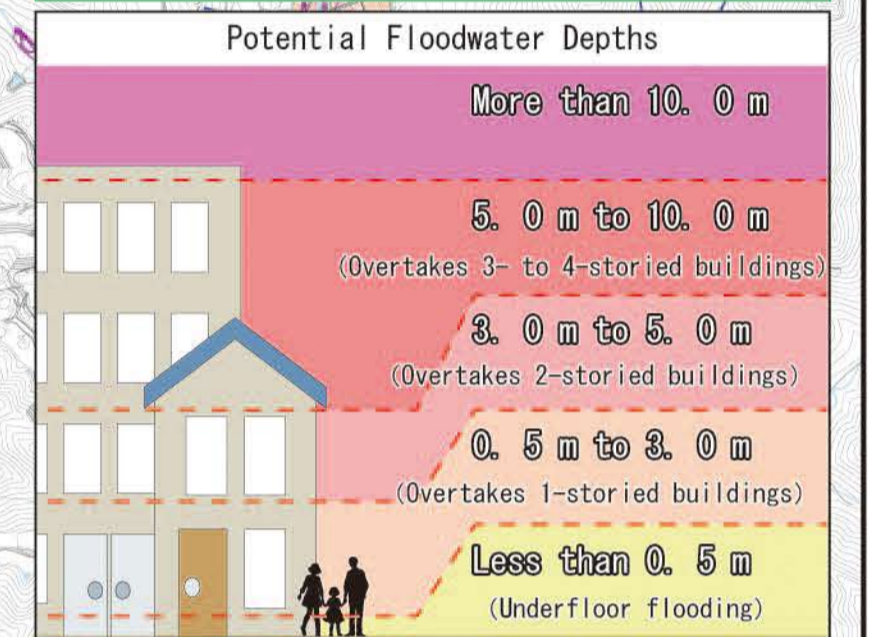 Potential Floodwater Depths
More than 10. 0 m
5. 0 m to 10. 0 m
(Overtakes 3- to 4-storied buildings)
3. 0 m to 5. 0 m
(Overtakes 2-storied buildings)
0. 5 m to 3. 0 m
(Overtakes 1-storied buildings)
Less than 0. 5 m
(Underfloor flooding)